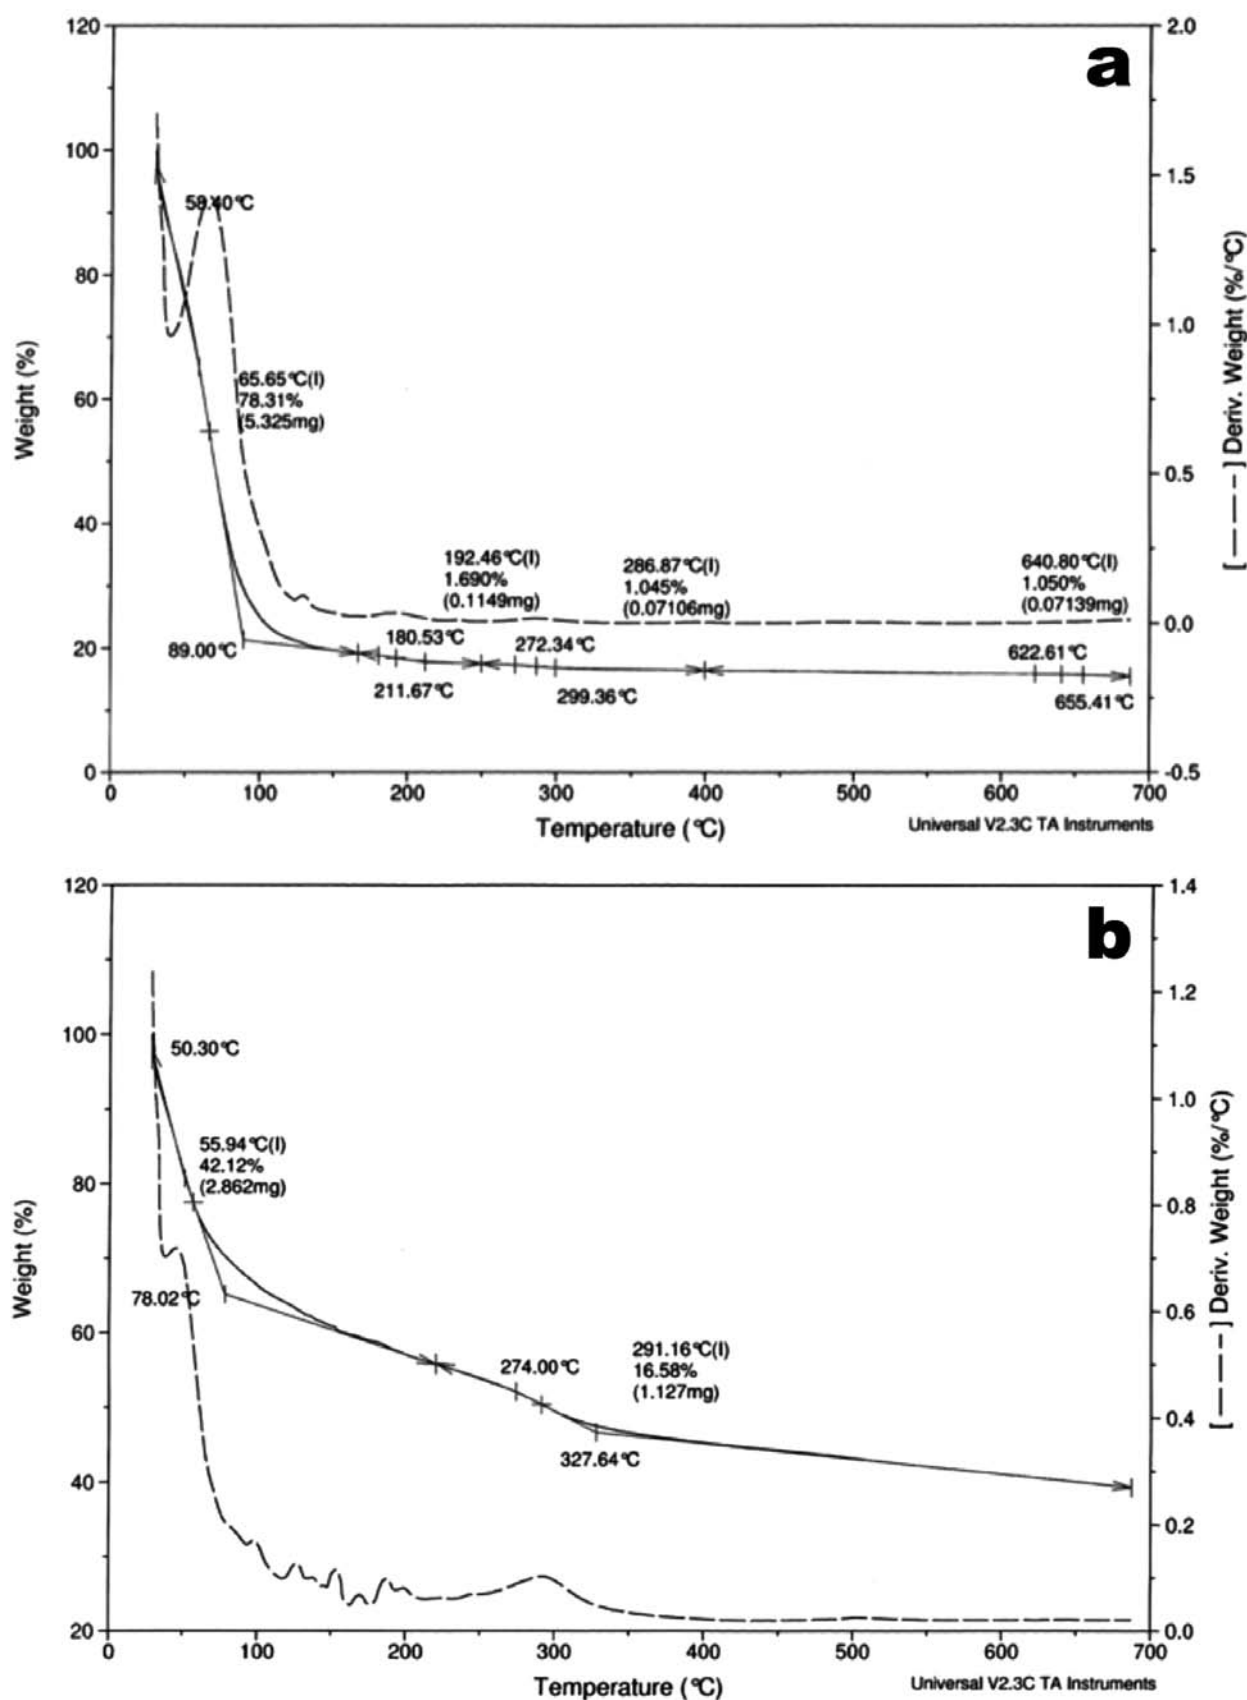 a
120
100
80
60
40
20
0
2.0
1.5
1.0
0.5
0.0
-0.5
Weight (%)
[ — — – ] Deriv. Weight (%/°C)
58.40°C
65.65°C(I)
78.31%
(5.325mg)
192.46°C(I)
1.690%
(0.1149mg)
286.87°C(I)
1.045%
(0.07106mg)
640.80°C(I)
1.050%
(0.07139mg)
89.00°C
180.53°C
272.34°C
622.61°C
211.67°C
299.36°C
655.41°C
0 100 200 300 400 500 600 700
Temperature (°C)
Universal V2.3C TA Instruments
b
120
100
80
60
40
20
1.4
1.2
1.0
0.8
0.6
0.4
0.2
0.0
Weight (%)
[ — — – ] Deriv. Weight (%/°C)
50.30°C
55.94°C(I)
42.12%
(2.862mg)
78.02°C
274.00°C
291.16°C(I)
16.58%
(1.127mg)
327.64°C
0 100 200 300 400 500 600 700
Temperature (°C)
Universal V2.3C TA Instruments